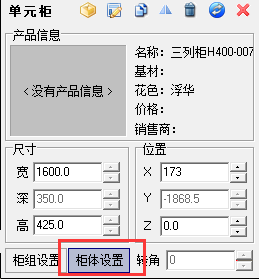 单元柜
产品信息
<没有产品信息>
名称: 三列柜H400-007
基材:
花色: 浮华
价格:
销售商:
尺寸
宽 1600.0
深 350.0
高 425.0
位置
X 173
Y -1868.5
Z 0.0
柜组设置 柜体设置 转角 0